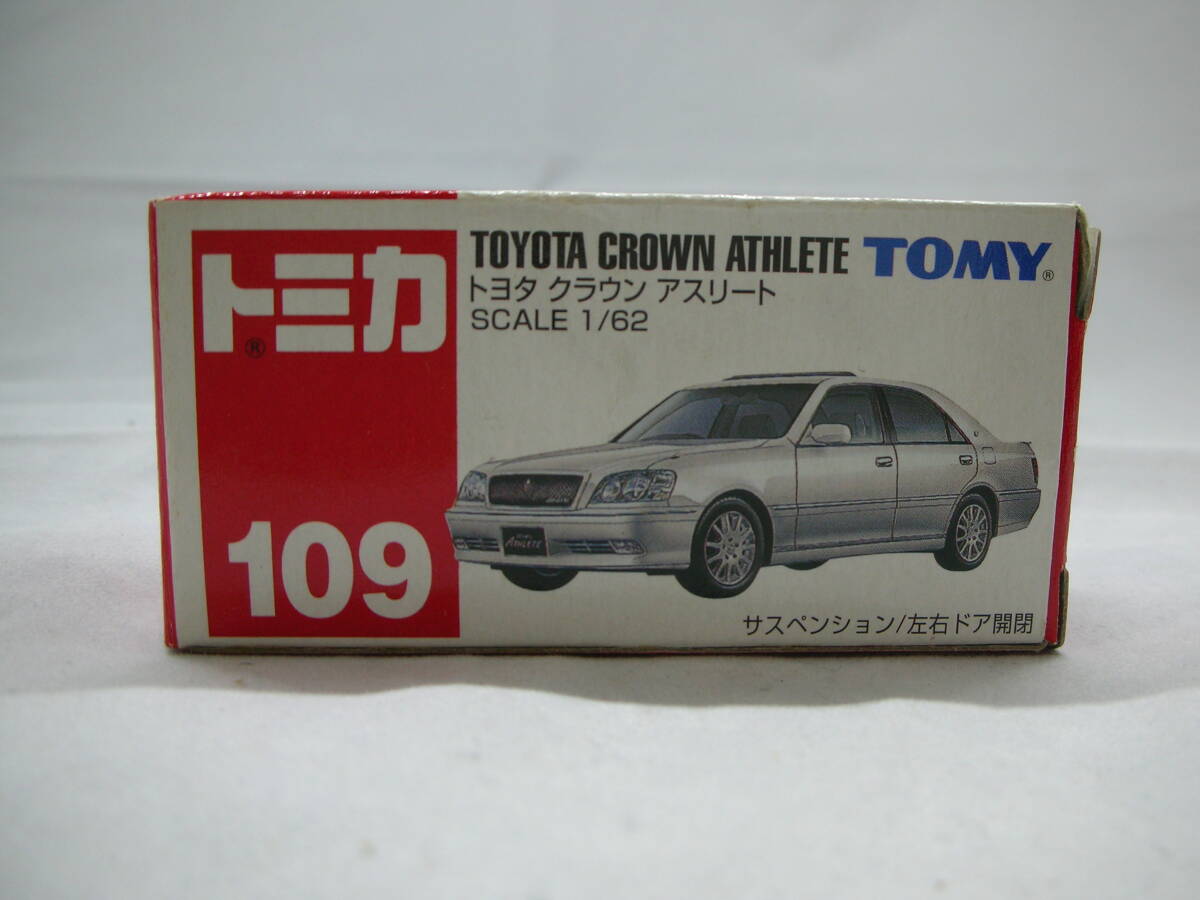 トミカ®
109
TOYOTA CROWN ATHLETE TOMY®
トヨタ クラウン アスリート
SCALE 1/62
ATHLETE
サスペンション/左右ドア開閉